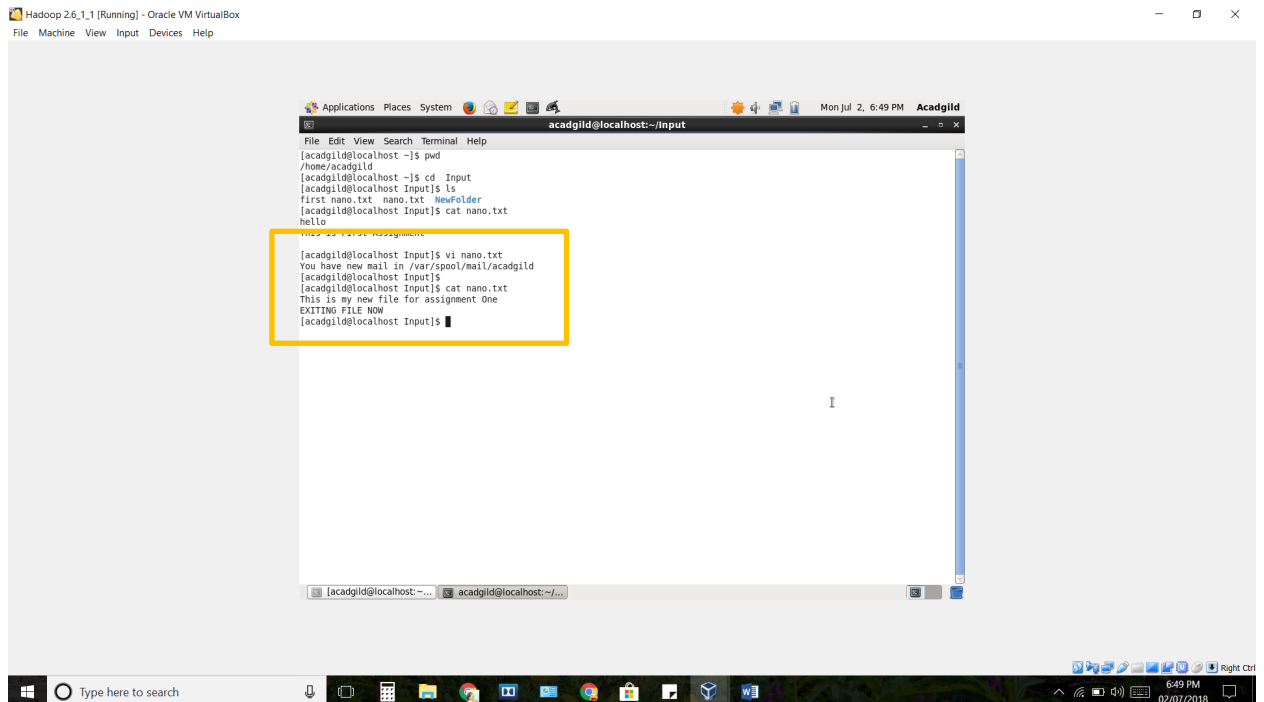 Hadoop 2.6_1_1 [Running] - Oracle VM VirtualBox
File Machine View Input Devices Help
Applications Places System Mon Jul 2, 6:49 PM Acadgild
acadgild@localhost:~/Input
File Edit View Search Terminal Help
[acadgild@localhost ~]$ pwd
/home/acadgild
[acadgild@localhost ~]$ cd  Input
[acadgild@localhost Input]$ ls
first nano.txt  nano.txt  NewFolder
[acadgild@localhost Input]$ cat nano.txt
hello
This is First Assignment
[acadgild@localhost Input]$ vi nano.txt
You have new mail in /var/spool/mail/acadgild
[acadgild@localhost Input]$
[acadgild@localhost Input]$ cat nano.txt
This is my new file for assignment One
EXITING FILE NOW
[acadgild@localhost Input]$
[acadgild@localhost:~... acadgild@localhost:~/...
Right Ctrl
Type here to search
6:49 PM
02/07/2018